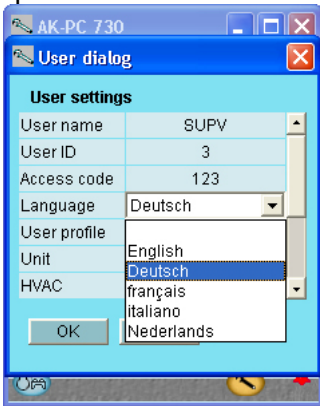 AK-PC 730
User dialog
User settings
User name SUPV
User ID 3
Access code 123
Language Deutsch
User profile
Unit English
Deutsch
HVAC français
italiano
OK Nederlands